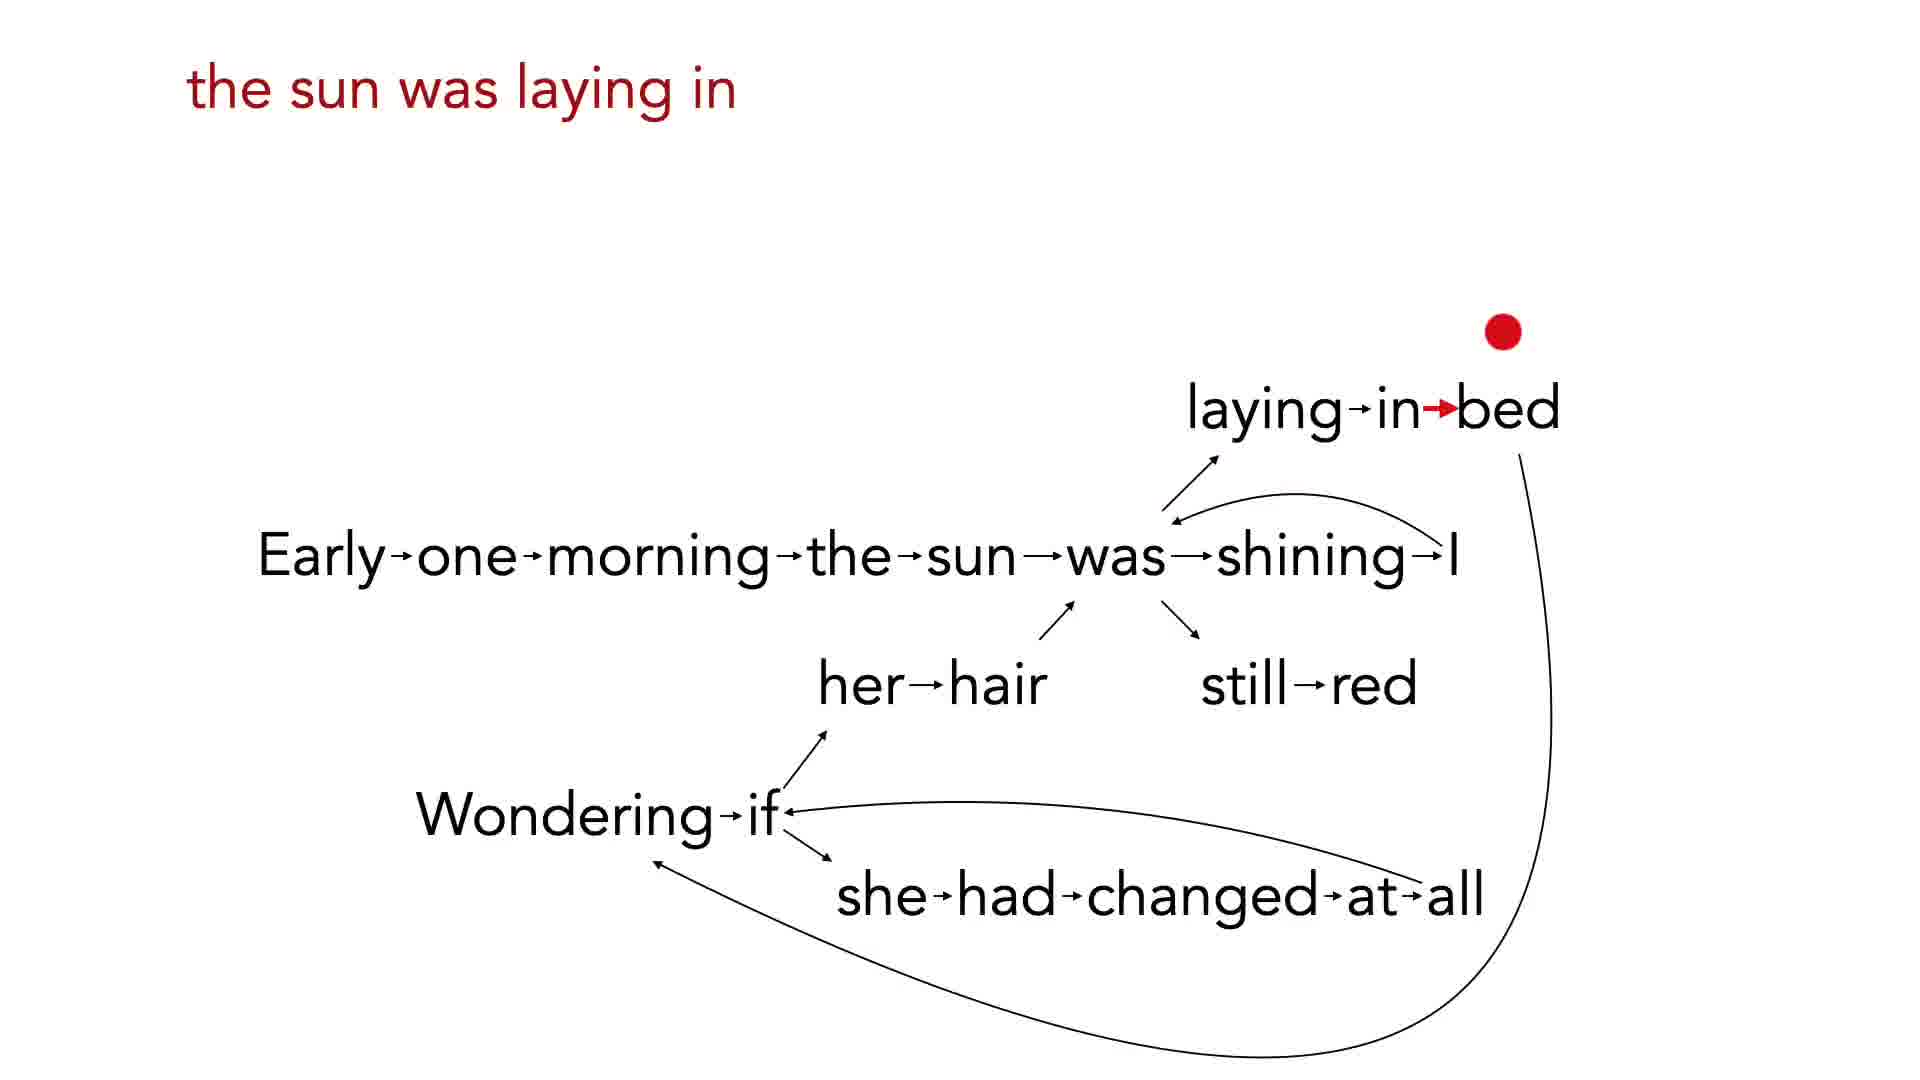 the sun was laying in
laying in bed
Early one morning the sun was shining I
her hair still red
Wondering if
she had changed at all